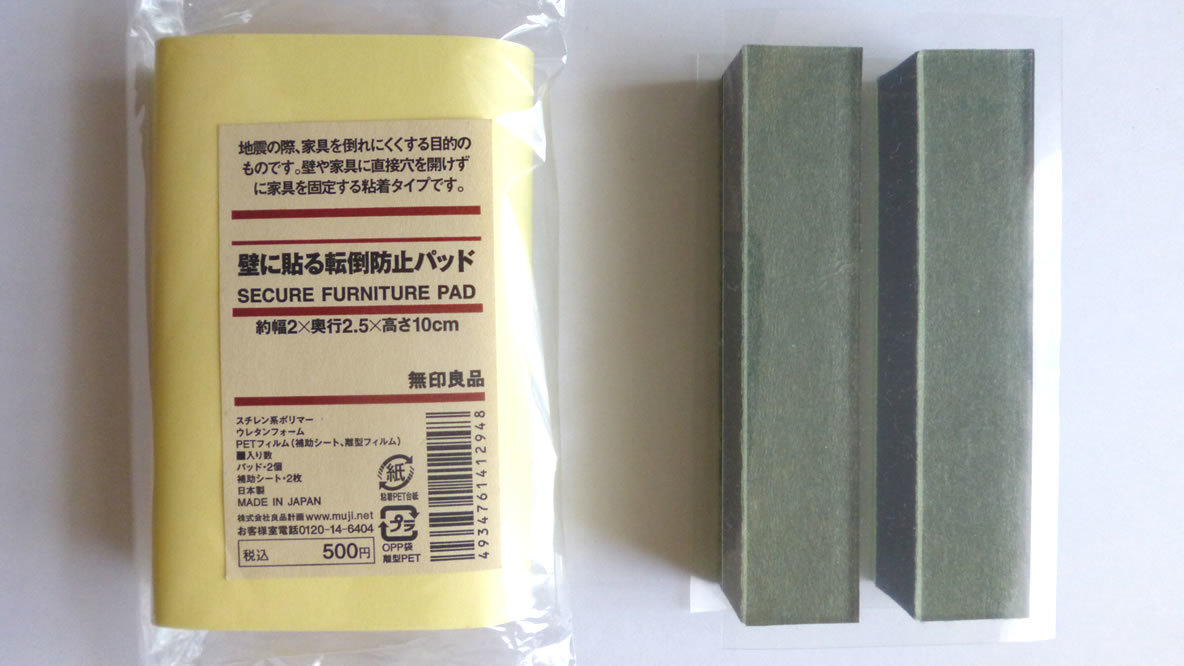 地震の際、家具を倒れにくくする目的の
ものです。壁や家具に直接穴を開けず
に家具を固定する粘着タイプです。
壁に貼る転倒防止パッド
SECURE FURNITURE PAD
約幅2×奥行2.5×高さ10cm
無印良品
スチレン系ポリマー
ウレタンフォーム
PETフィルム(補助シート、離型フィルム)
■入り数
パッド・2個
補助シート・2枚
日本製
MADE IN JAPAN
株式会社良品計画 www.muji.net
お客様室電話0120-14-6404
税込 500円
紙
粘着PET台紙
プラ
OPP袋
離型PET
4934761412948